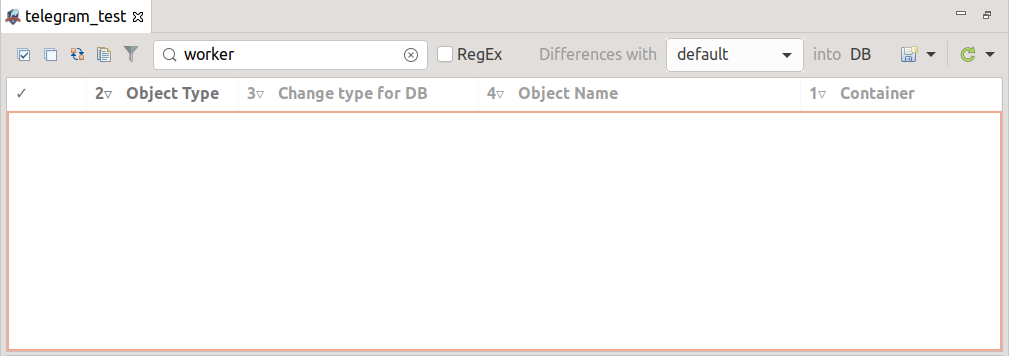 telegram_test
worker RegEx Differences with default into DB
✓ 2 Object Type 3 Change type for DB 4 Object Name 1 Container